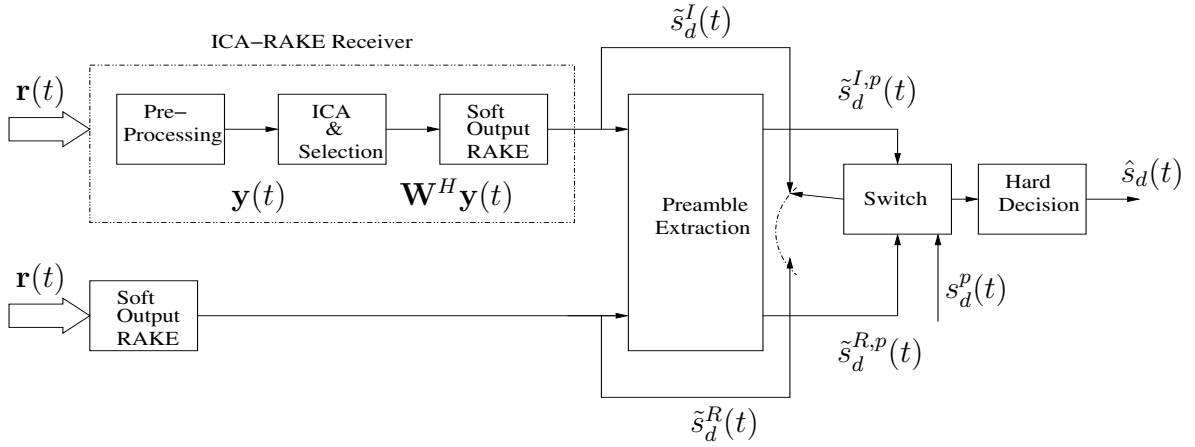 ICA–RAKE Receiver
r(t)
Pre–
Processing
ICA
&
Selection
Soft
Output
RAKE
y(t)
W^H y(t)
s̃_d^I(t)
Preamble
Extraction
s̃_d^{I,p}(t)
Switch
Hard
Decision
ŝ_d(t)
s_d^p(t)
r(t)
Soft
Output
RAKE
s̃_d^{R,p}(t)
s̃_d^R(t)